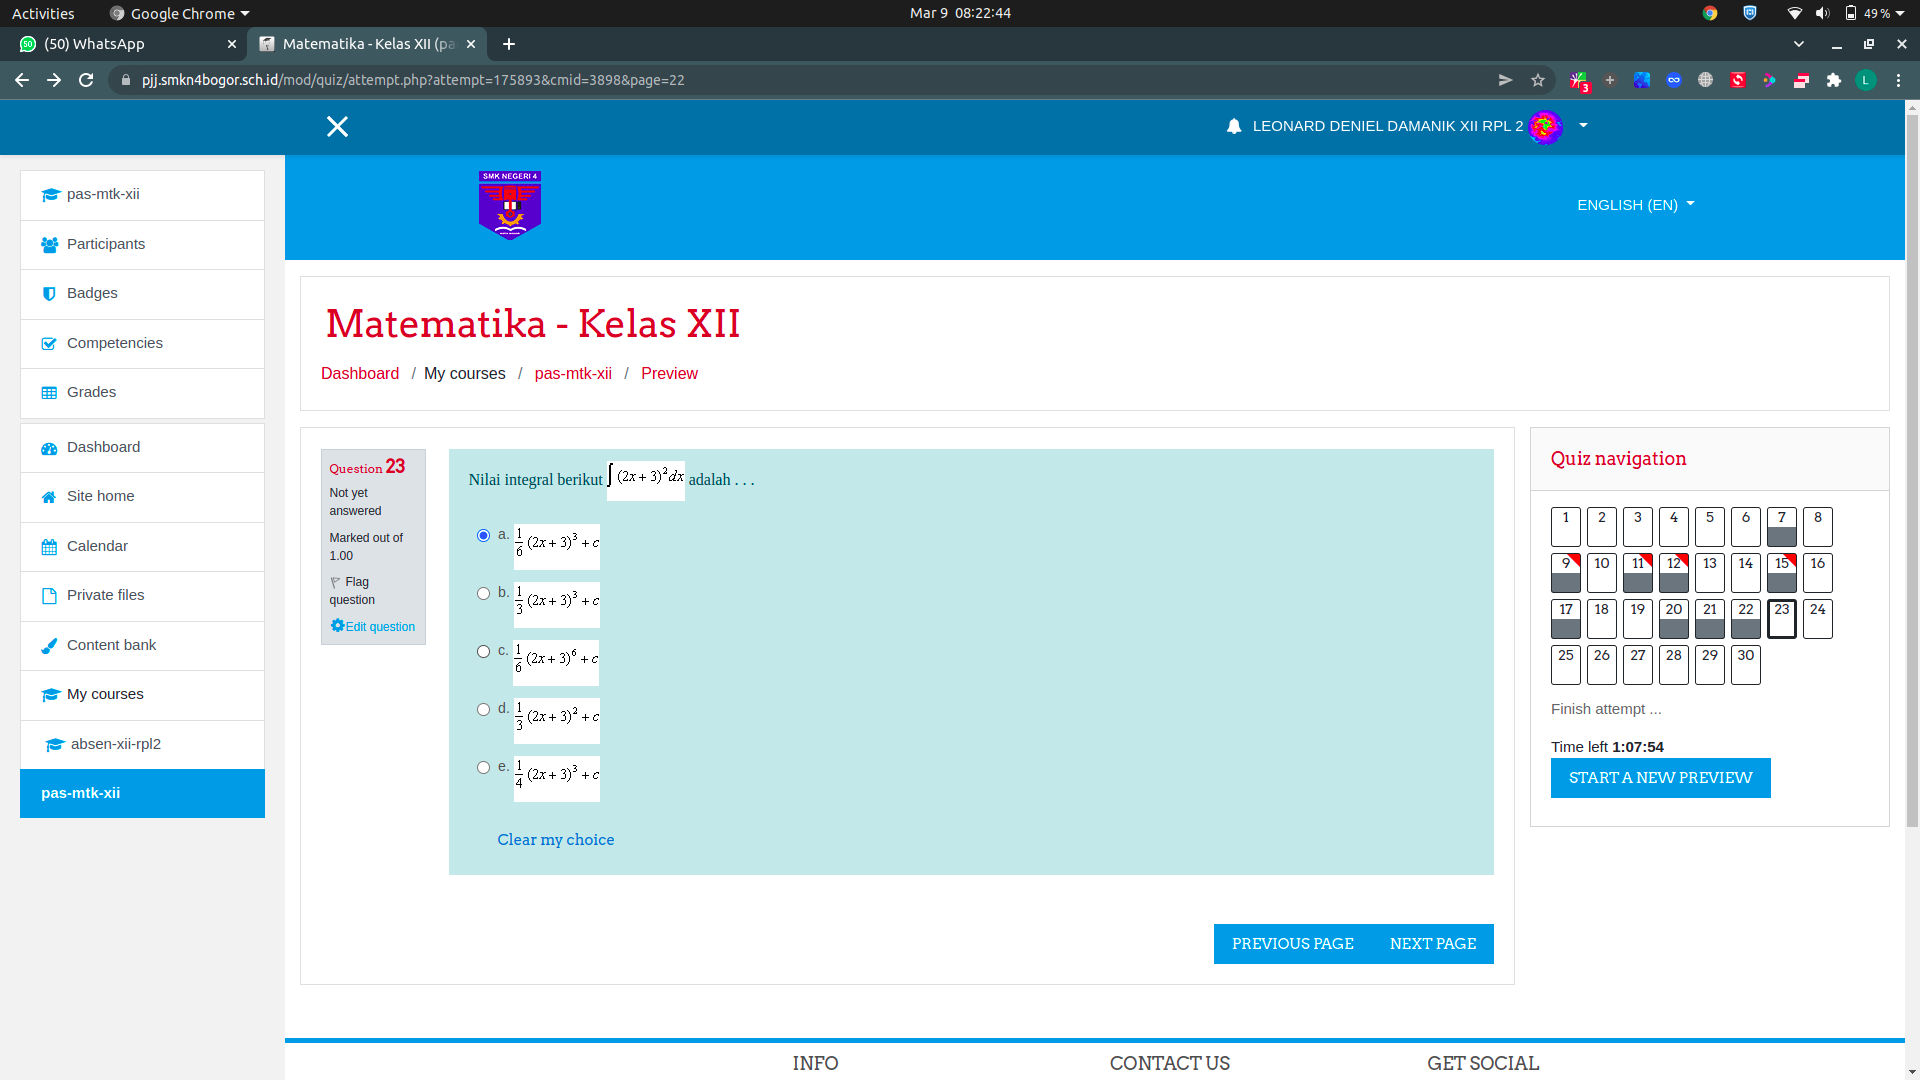 Activities
Google Chrome
Mar 9 08:22:44
49 %
(50) WhatsApp
Matematika - Kelas XII (pa
pjj.smkn4bogor.sch.id/mod/quiz/attempt.php?attempt=175893&cmid=3898&page=22
3
L
LEONARD DENIEL DAMANIK XII RPL 2
SMK NEGERI 4
ENGLISH (EN)
pas-mtk-xii
Participants
Badges
Competencies
Grades
Dashboard
Site home
Calendar
Private files
Content bank
My courses
absen-xii-rpl2
pas-mtk-xii
Matematika - Kelas XII
Dashboard / My courses / pas-mtk-xii / Preview
Question 23
Not yet
answered
Marked out of
1.00
Flag
question
Edit question
Nilai integral berikut ∫(2x + 3)² dx adalah . . .
a. 1/6 (2x + 3)³ + c
b. 1/3 (2x + 3)³ + c
c. 1/6 (2x + 3)⁶ + c
d. 1/3 (2x + 3)² + c
e. 1/4 (2x + 3)³ + c
Clear my choice
PREVIOUS PAGE
NEXT PAGE
Quiz navigation
1 2 3 4 5 6 7 8
9 10 11 12 13 14 15 16
17 18 19 20 21 22 23 24
25 26 27 28 29 30
Finish attempt ...
Time left 1:07:54
START A NEW PREVIEW
INFO
CONTACT US
GET SOCIAL